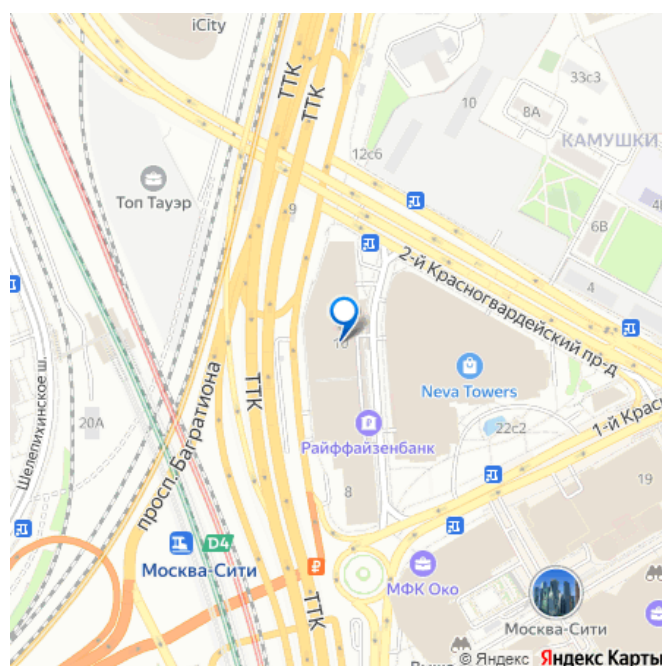 iCity
ТТК
ТТК
33с3
10
8А
КАМУШКИ
12с6
Топ Тауэр
9
6В
2-й Красногвардейский пр-д
4
10
Neva Towers
Шелепихинское ш.
просп. Багратиона
ТТК
20А
Райффайзенбанк
22с2
1-й Крас
8
19
D4
Москва-Сити
₽
МФК Око
ТТК
Москва-Сити
© Яндекс Яндекс Карты